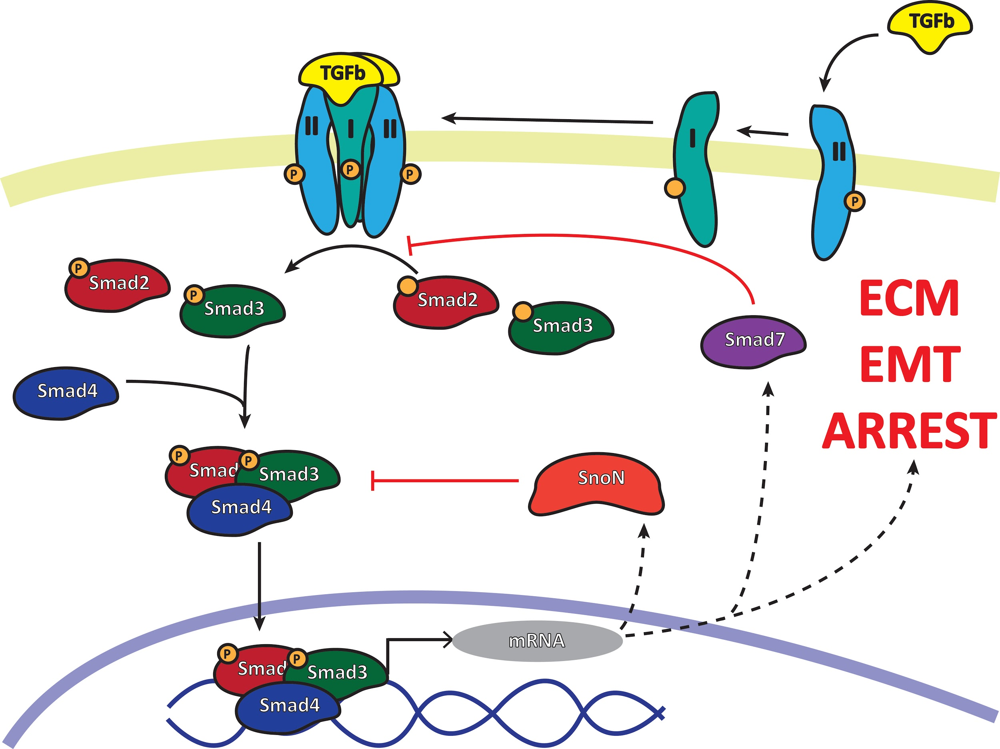 TGFb
TGFb
II
I
II
I
II
P
P
P
P
P
Smad2
P
Smad3
Smad2
Smad3
Smad7
ECM
EMT
ARREST
Smad4
P
Smad
P
Smad3
Smad4
SnoN
mRNA
P
Smad
P
Smad3
Smad4